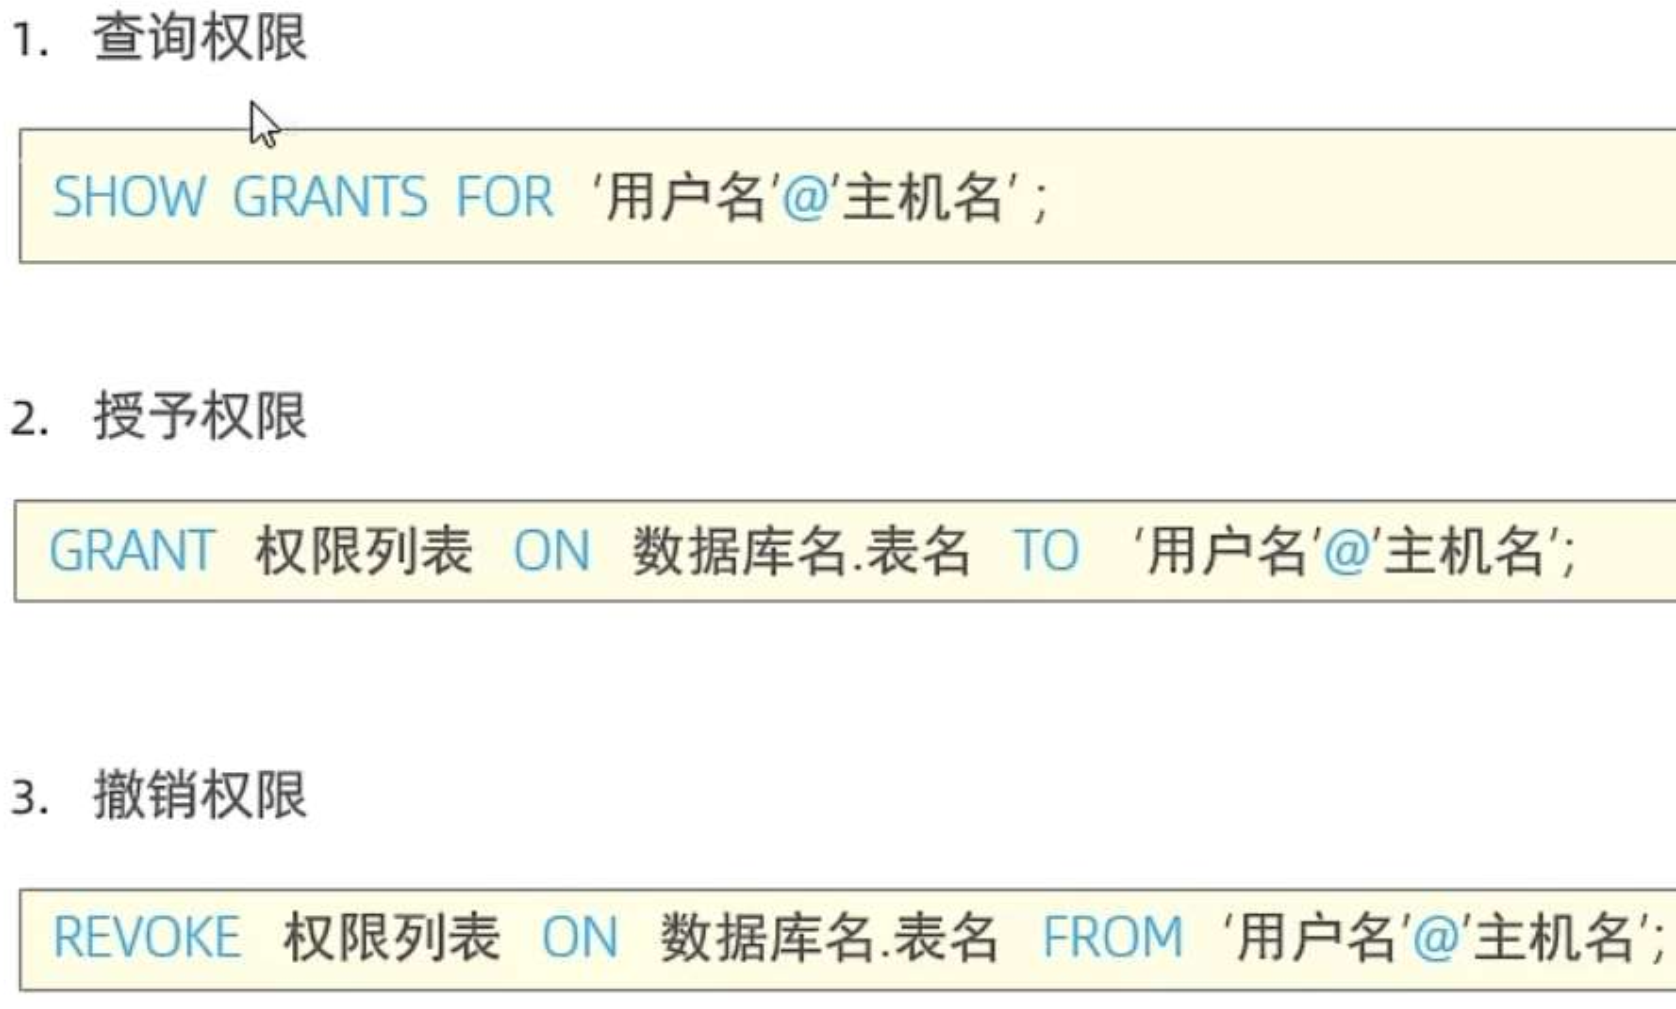 1. 查询权限
SHOW GRANTS FOR '用户名'@'主机名' ;
2. 授予权限
GRANT 权限列表 ON 数据库名.表名 TO '用户名'@'主机名';
3. 撤销权限
REVOKE 权限列表 ON 数据库名.表名 FROM '用户名'@'主机名';